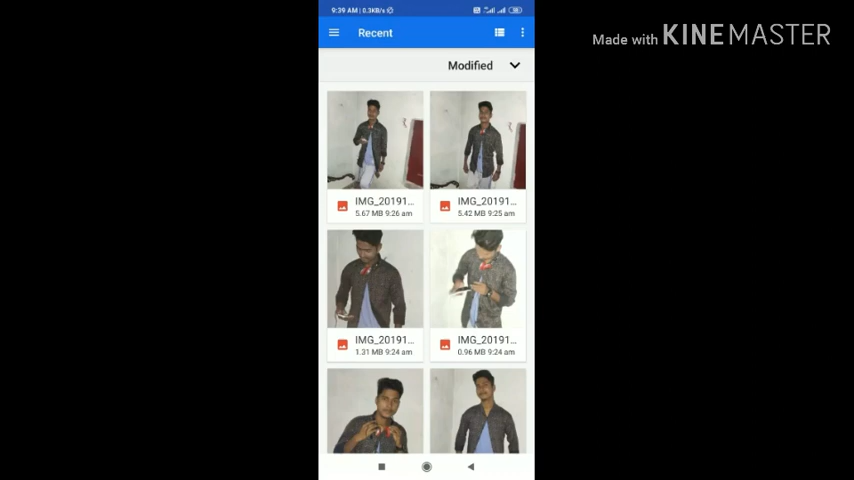 9:39 AM | 0.3KB/s
Recent
Made with KINEMASTER
Modified
IMG_20191...
5.67 MB 9:26 am
IMG_20191...
5.42 MB 9:25 am
IMG_20191...
1.31 MB 9:24 am
IMG_20191...
0.96 MB 9:24 am